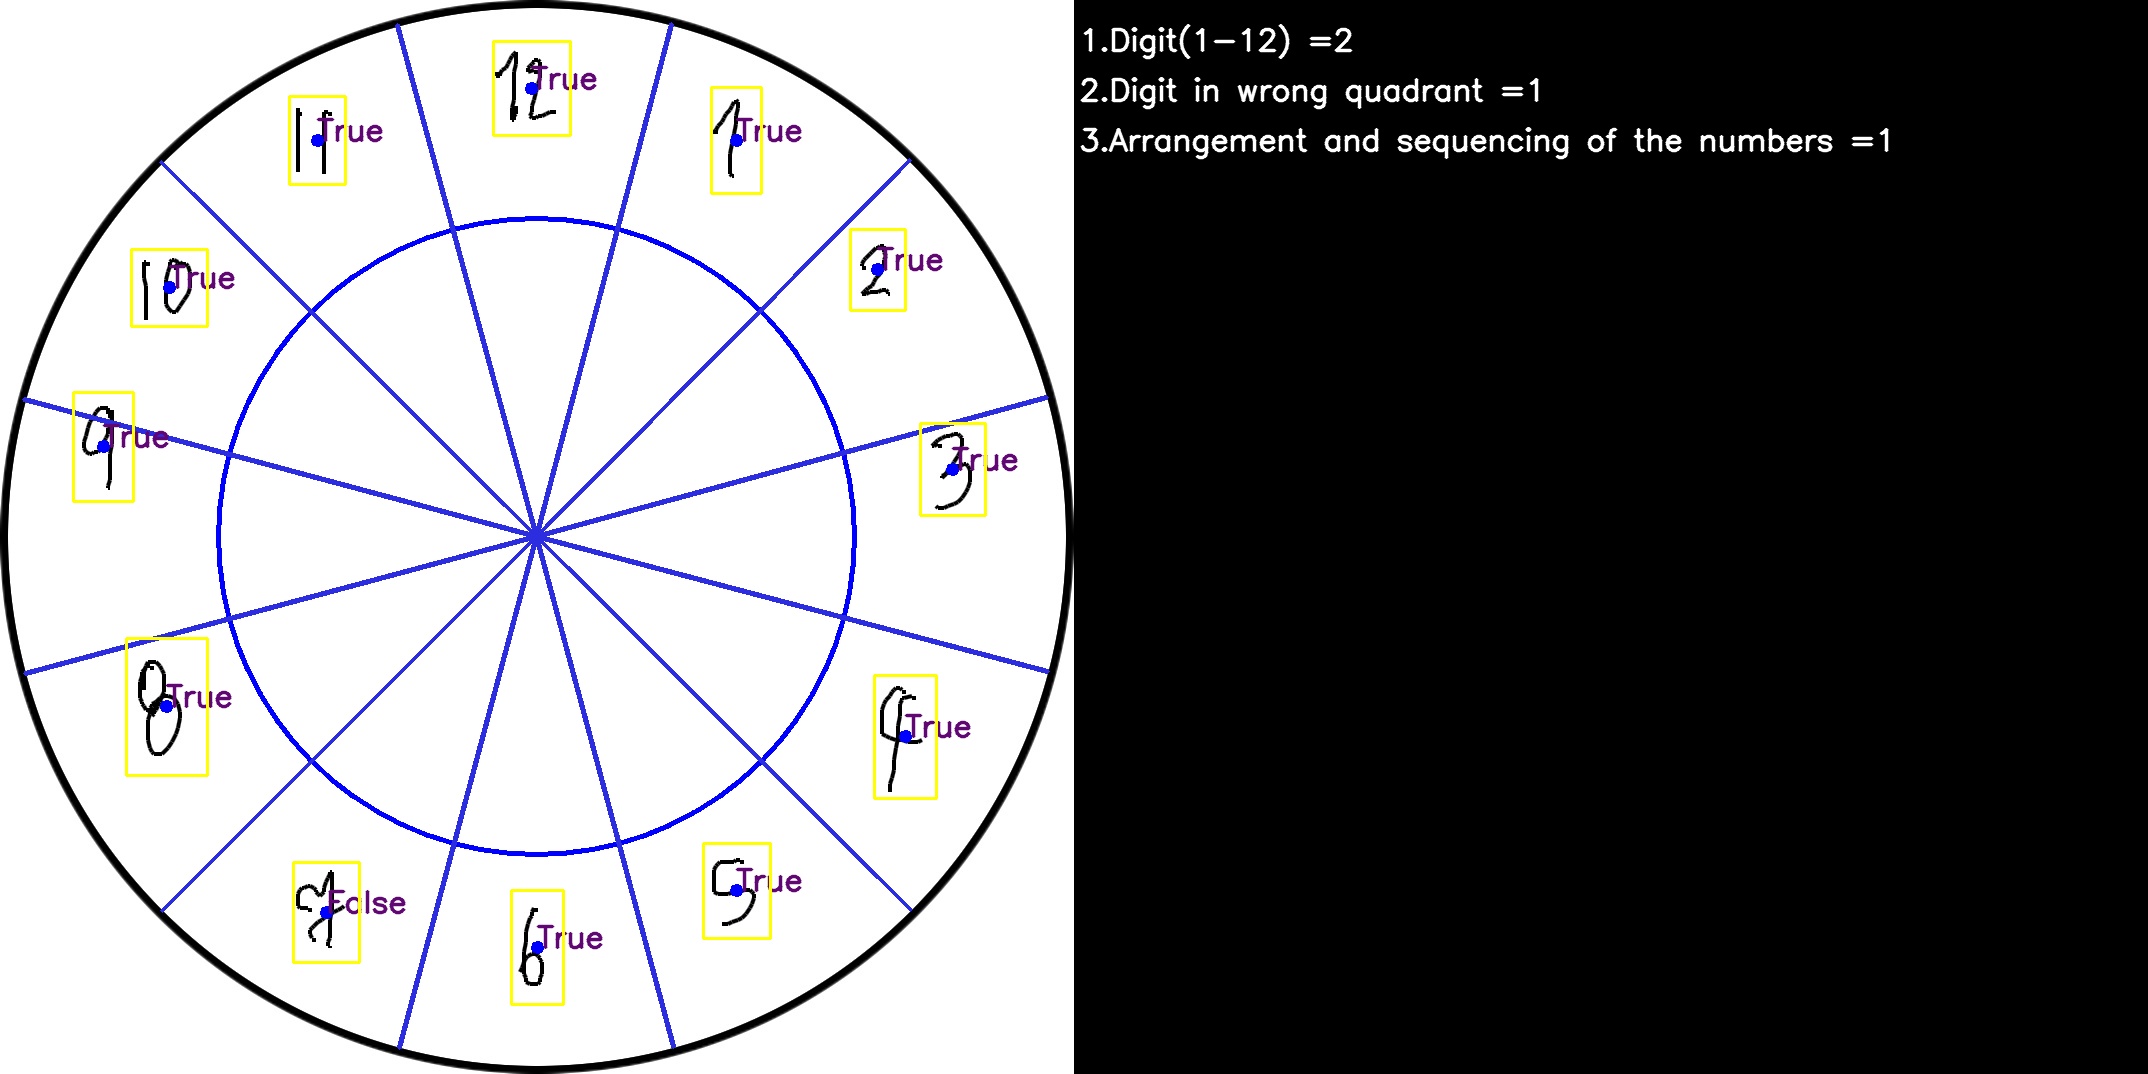 12 True
11 True
1 True
10 True
2 True
9 True
3 True
8 True
4 True
7 False
5 True
6 True
1.Digit(1-12) =2
2.Digit in wrong quadrant =1
3.Arrangement and sequencing of the numbers =1